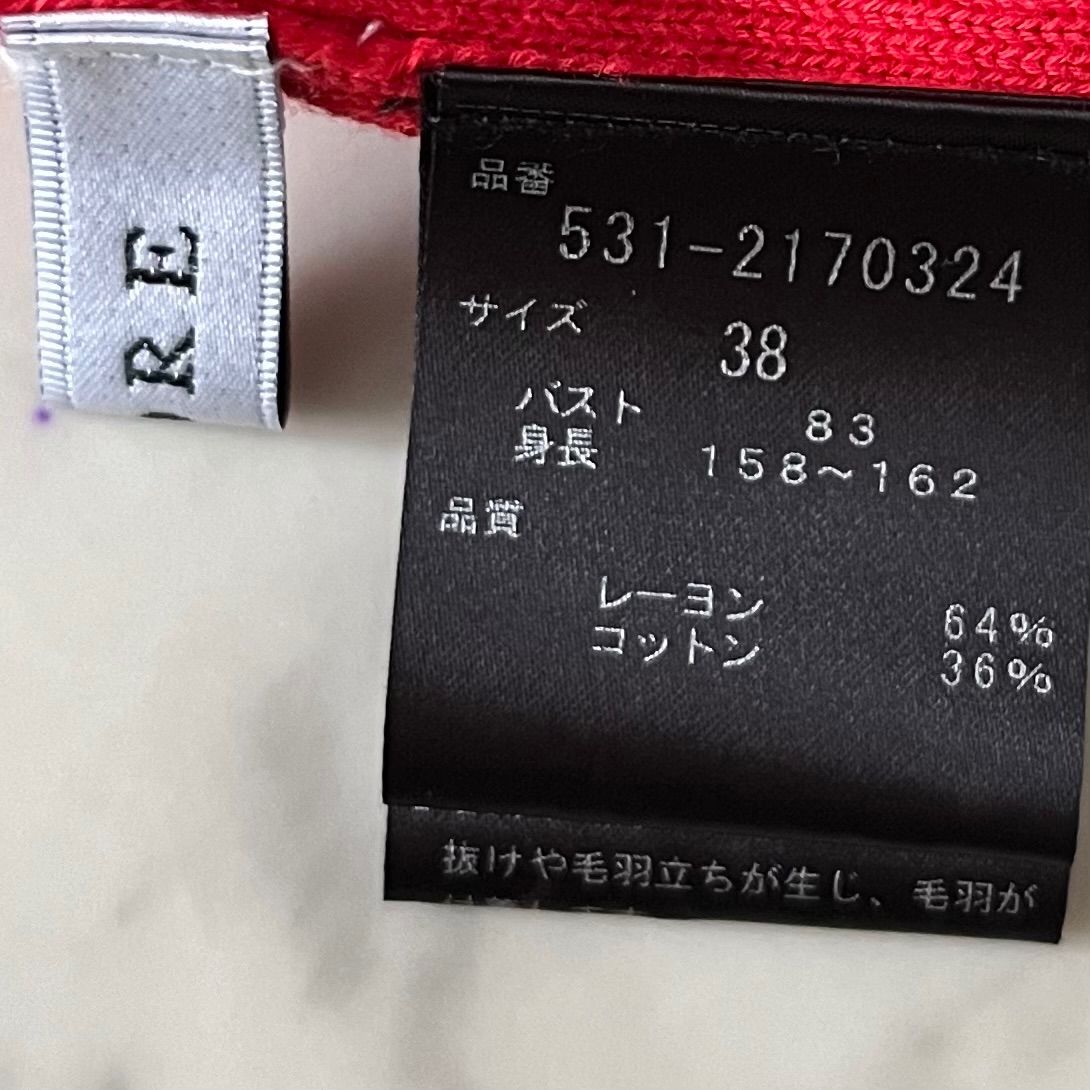 RE
品番
531-2170324
サイズ 38
バスト 83
身長 158~162
品質
レーヨン 64%
コットン 36%
抜けや毛羽立ちが生じ、毛羽が